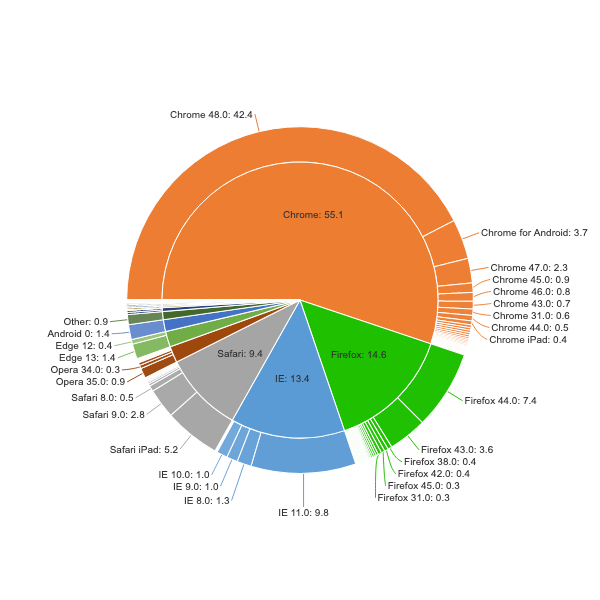 Chrome 48.0: 42.4
Chrome: 55.1
Chrome for Android: 3.7
Chrome 47.0: 2.3
Chrome 45.0: 0.9
Chrome 46.0: 0.8
Chrome 43.0: 0.7
Chrome 31.0: 0.6
Chrome 44.0: 0.5
Chrome iPad: 0.4
Other: 0.9
Android 0: 1.4
Edge 12: 0.4
Edge 13: 1.4
Opera 34.0: 0.3
Opera 35.0: 0.9
Safari 8.0: 0.5
Safari 9.0: 2.8
Safari iPad: 5.2
Safari: 9.4
IE: 13.4
Firefox: 14.6
Firefox 44.0: 7.4
Firefox 43.0: 3.6
Firefox 38.0: 0.4
Firefox 42.0: 0.4
Firefox 45.0: 0.3
Firefox 31.0: 0.3
IE 10.0: 1.0
IE 9.0: 1.0
IE 8.0: 1.3
IE 11.0: 9.8